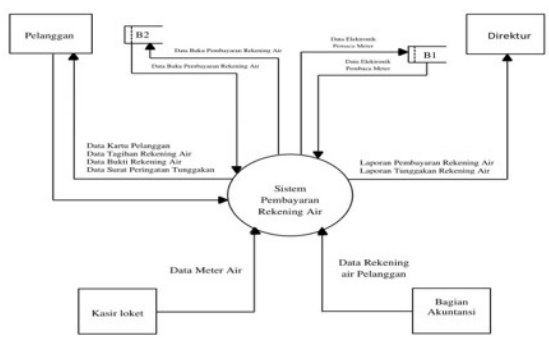 Pelanggan
B2
Data Buku Pembayaran Rekening Air
Data Buku Pembayaran Rekening Air
Data Elektronik
Pembaca Meter
B1
Data Elektronik
Pembaca Meter
Direktur
Data Kartu Pelanggan
Data Tagihan Rekening Air
Data Bukti Rekening Air
Data Surat Peringatan Tunggakan
Sistem
Pembayaran
Rekening Air
Laporan Pembayaran Rekening Air
Laporan Tunggakan Rekening Air
Data Meter Air
Data Rekening
air Pelanggan
Kasir loket
Bagian
Akuntansi